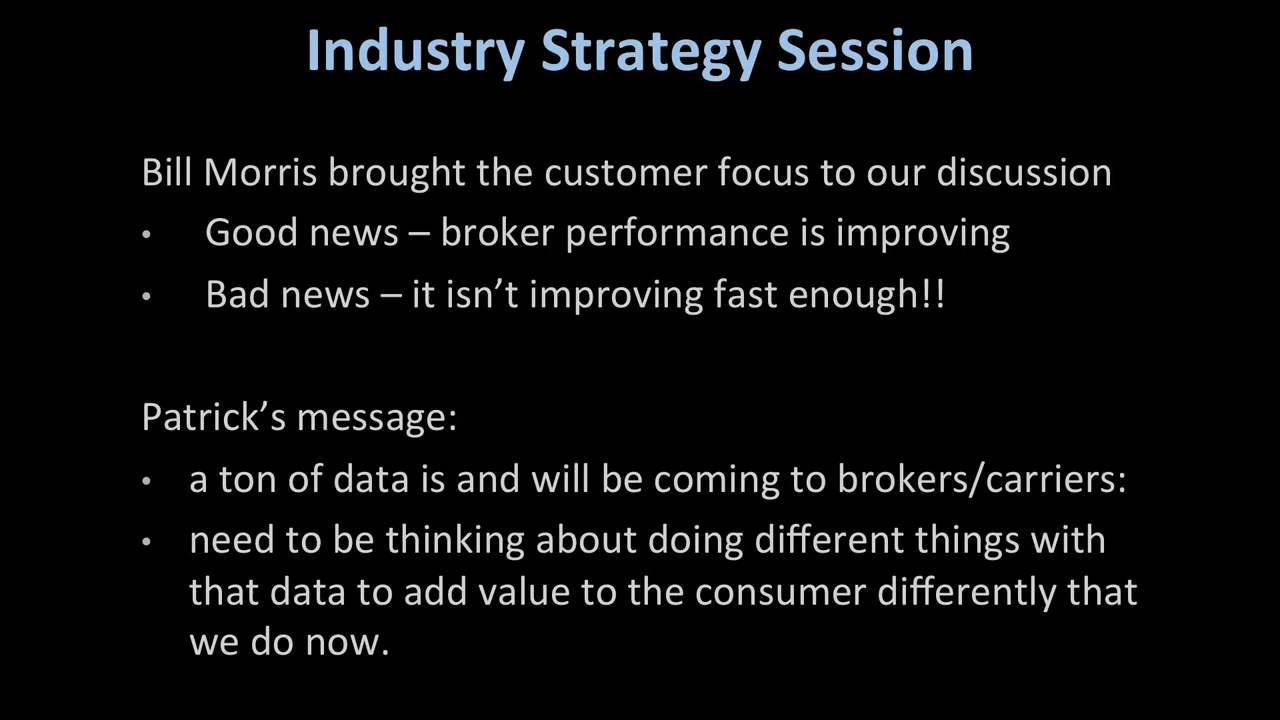 Industry Strategy Session
Bill Morris brought the customer focus to our discussion
• Good news – broker performance is improving
• Bad news – it isn’t improving fast enough!!
Patrick’s message:
• a ton of data is and will be coming to brokers/carriers:
• need to be thinking about doing different things with
that data to add value to the consumer differently that
we do now.